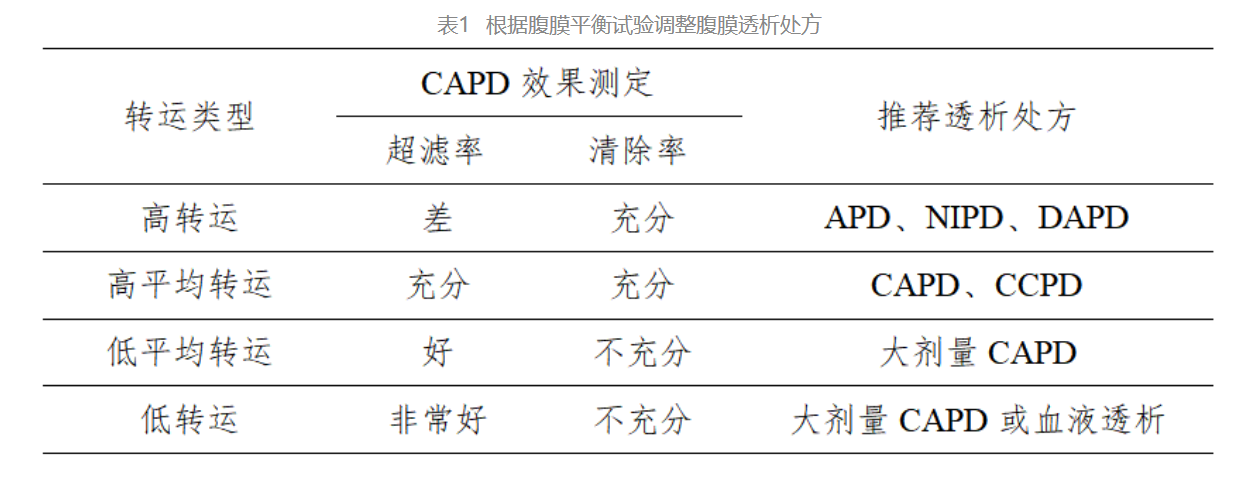 表1 根据腹膜平衡试验调整腹膜透析处方
转运类型 CAPD 效果测定 推荐透析处方
超滤率 清除率
高转运 差 充分 APD、NIPD、DAPD
高平均转运 充分 充分 CAPD、CCPD
低平均转运 好 不充分 大剂量 CAPD
低转运 非常好 不充分 大剂量 CAPD 或血液透析